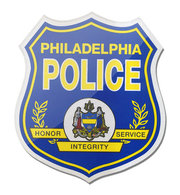 PHILADELPHIA
POLICE
HONOR
SERVICE
INTEGRITY